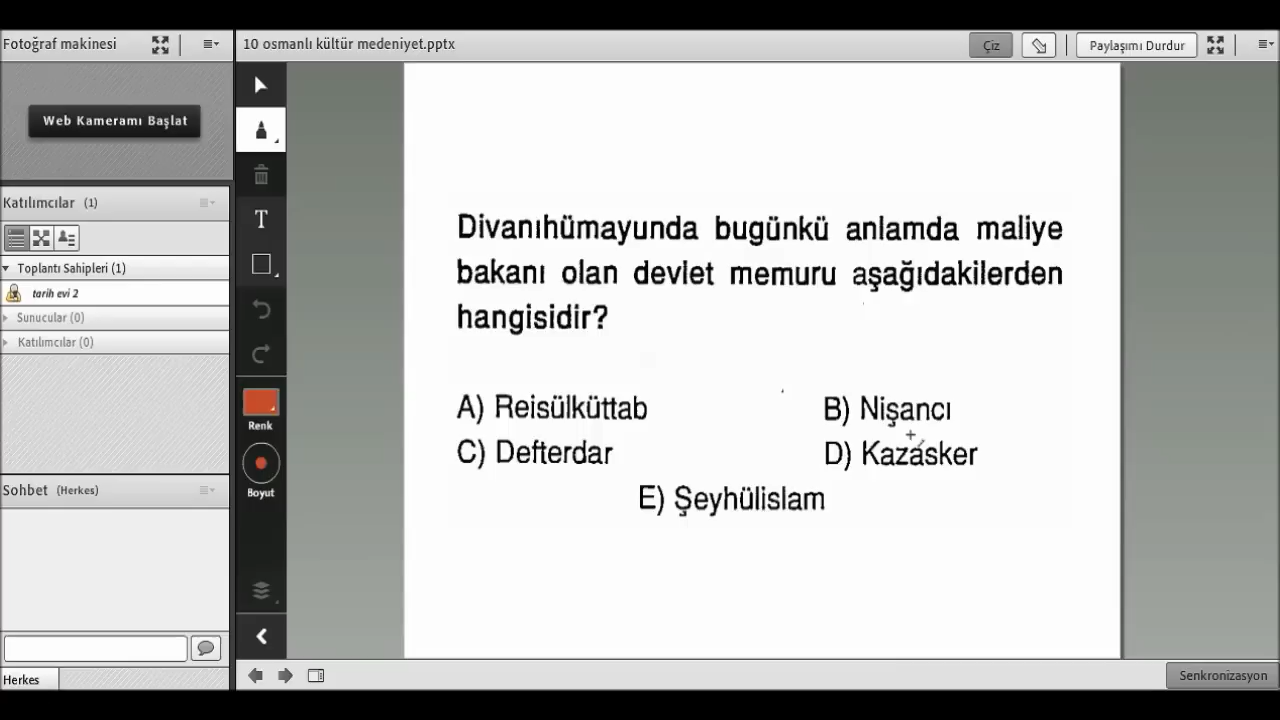 Fotoğraf makinesi
10 osmanlı kültür medeniyet.pptx
Çiz
Paylaşımı Durdur
Web Kameramı Başlat
Katılımcılar (1)
Toplantı Sahipleri (1)
tarih evi 2
Sunucular (0)
Katılımcılar (0)
T
Renk
Boyut
Sohbet (Herkes)
Herkes
Divanıhümayunda bugünkü anlamda maliye
bakanı olan devlet memuru aşağıdakilerden
hangisidir?
A) Reisülküttab
B) Nişancı
C) Defterdar
D) Kazasker
E) Şeyhülislam
Senkronizasyon